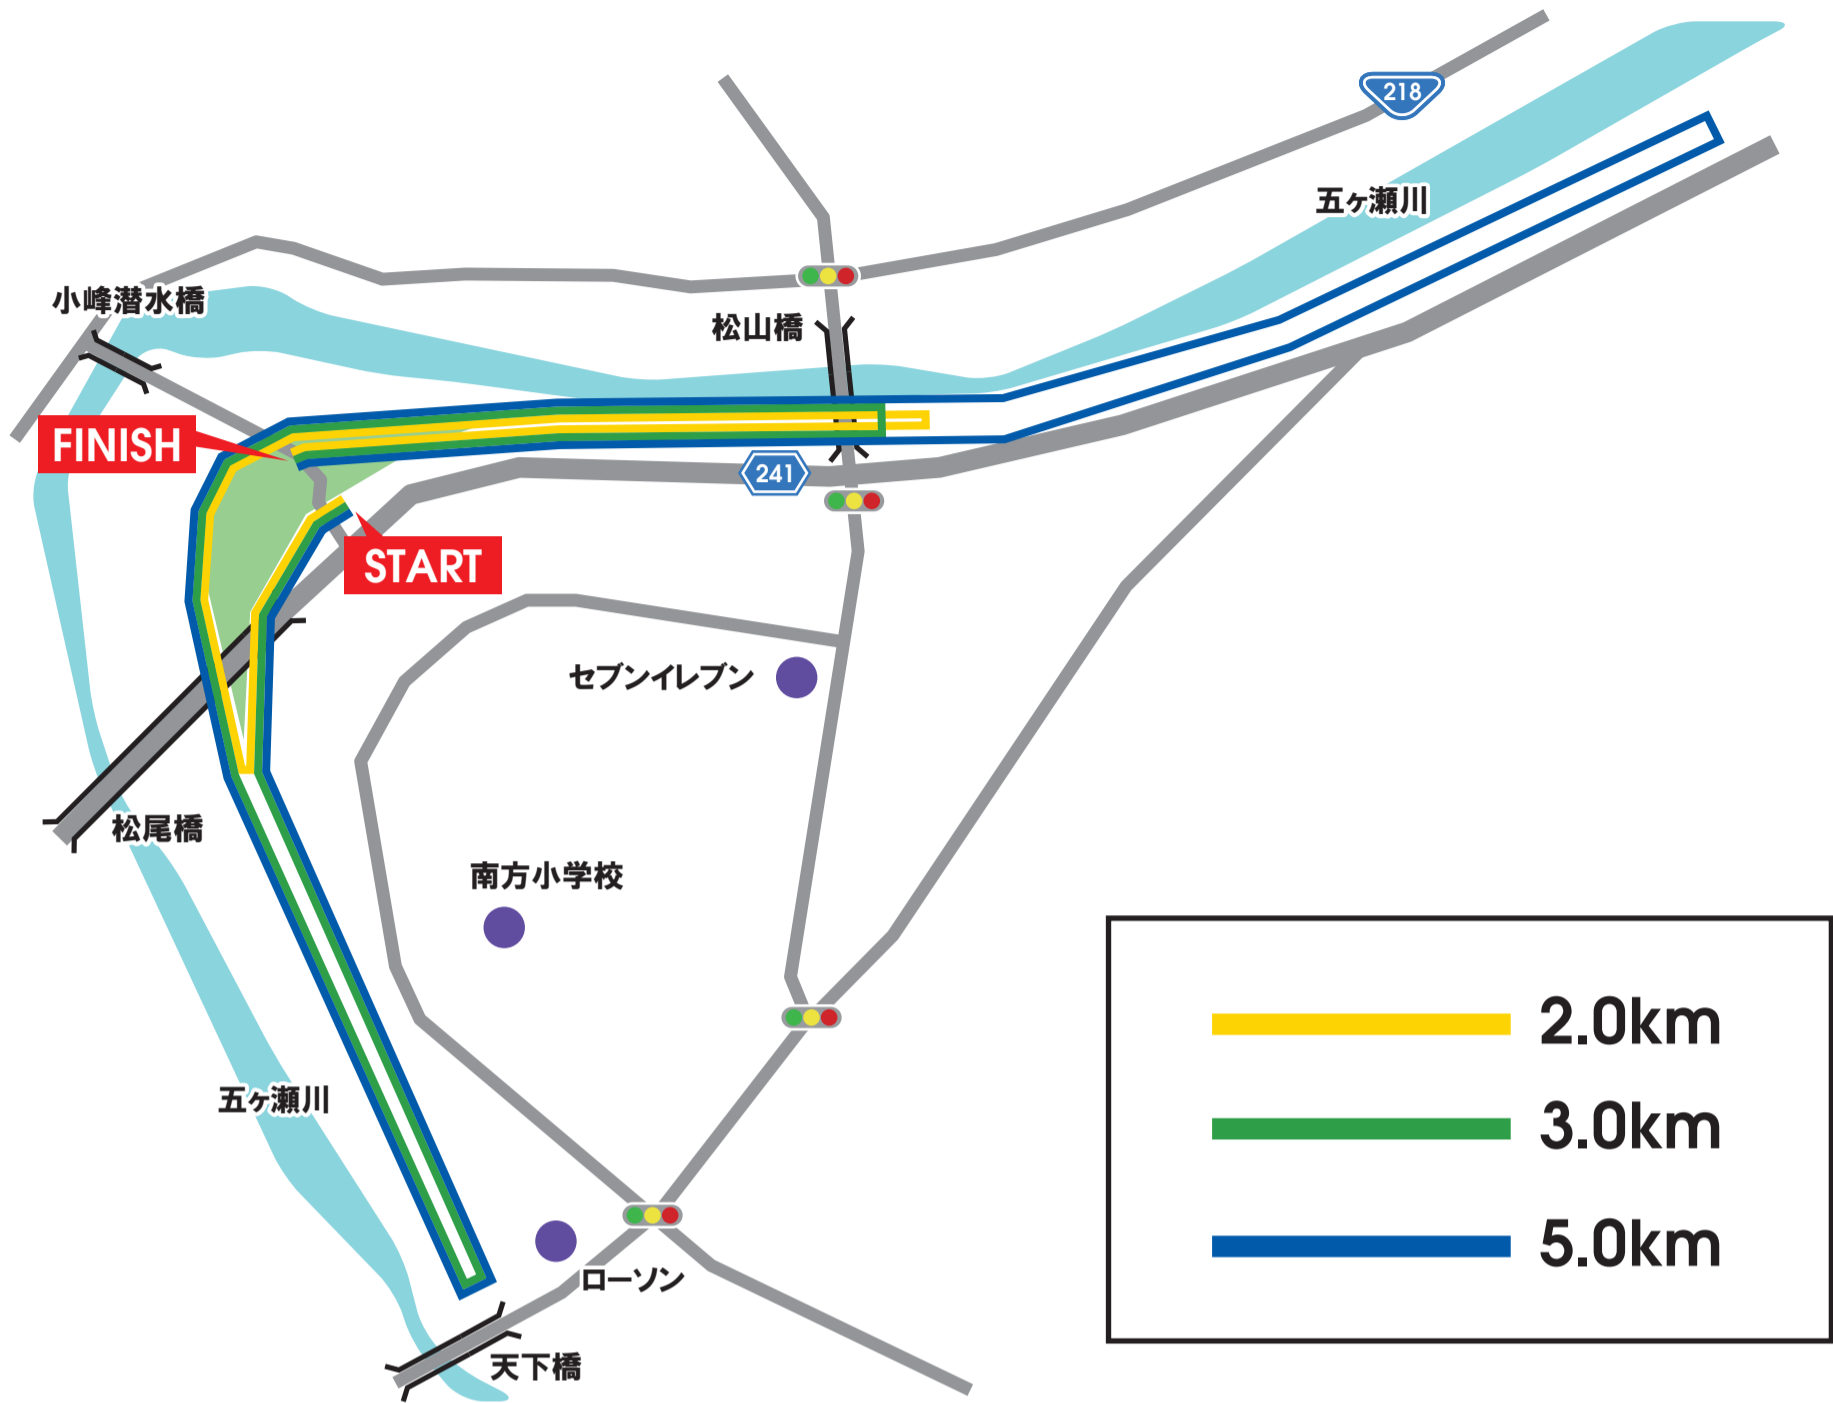 218
五ヶ瀬川
小峰潜水橋
松山橋
FINISH
241
START
セブンイレブン
松尾橋
南方小学校
2.0km
3.0km
五ヶ瀬川
5.0km
ローソン
天下橋